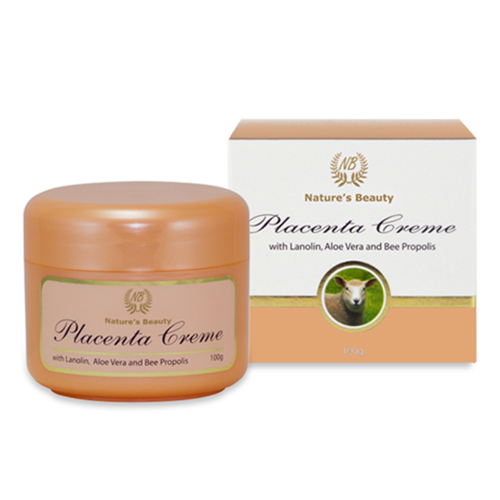 NB
Nature's Beauty
Placenta Creme
with Lanolin, Aloe Vera and Bee Propolis
100g
NB
Nature's Beauty
Placenta Creme
with Lanolin, Aloe Vera and Bee Propolis
100g